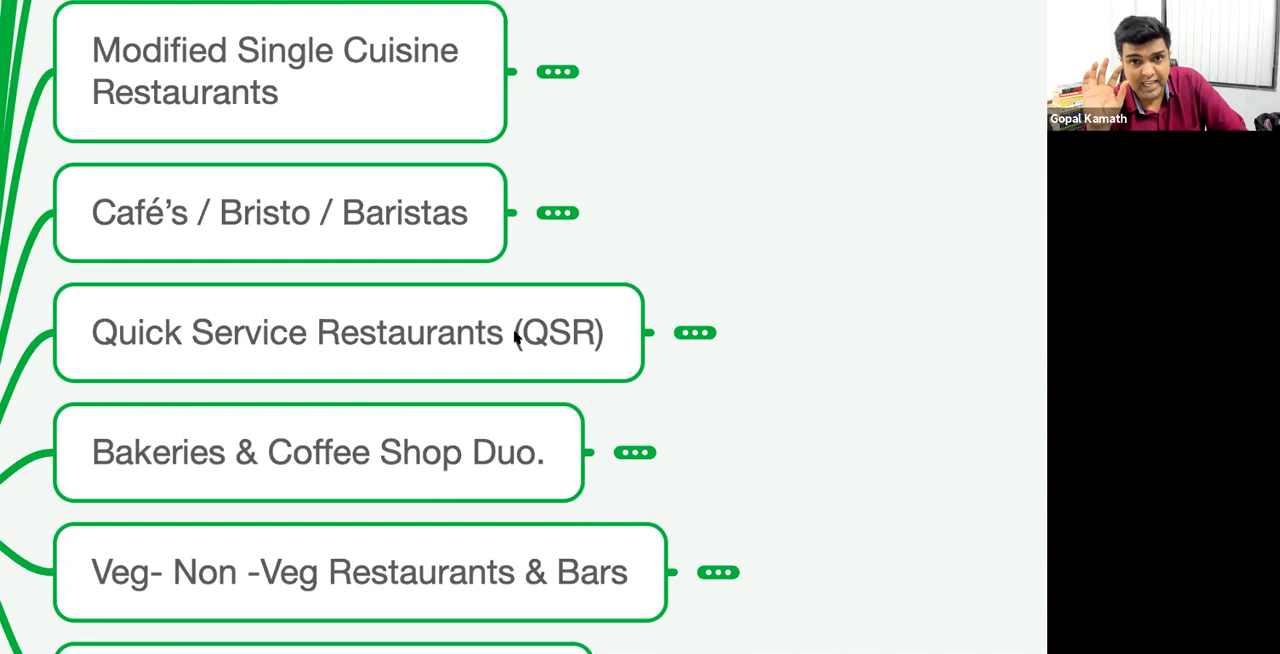 Modified Single Cuisine
Restaurants
Café’s / Bristo / Baristas
Quick Service Restaurants (QSR)
Bakeries & Coffee Shop Duo.
Veg- Non -Veg Restaurants & Bars
Gopal Kamath